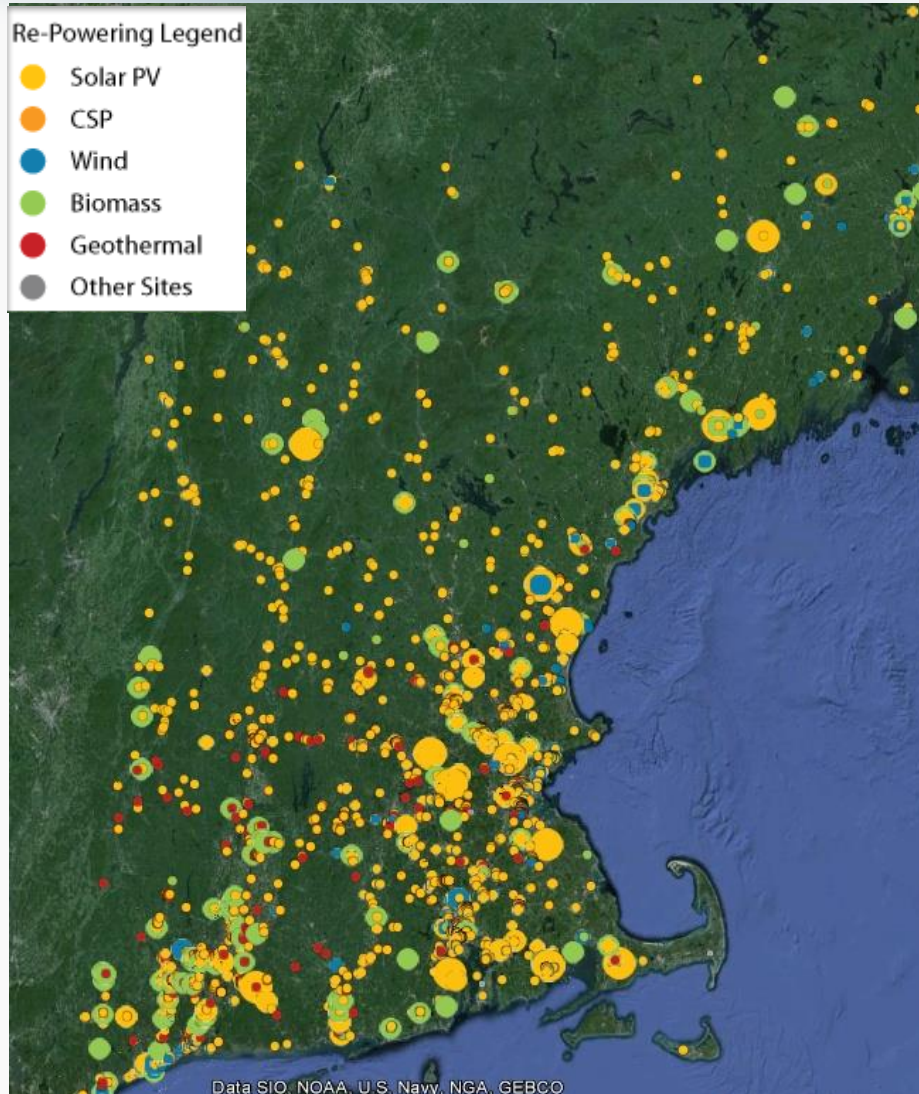 Re-Powering Legend
Solar PV
CSP
Wind
Biomass
Geothermal
Other Sites
Data SIO, NOAA, U.S. Navy, NGA, GEBCO